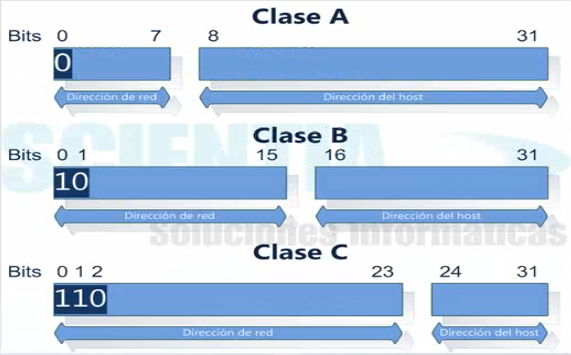 Clase A
Bits 0 7 8 31
0
Dirección de red Dirección del host
Clase B
Bits 0 1 15 16 31
10
Dirección de red Dirección del host
SCIENTIA
Soluciones Informáticas
Clase C
Bits 0 1 2 23 24 31
110
Dirección de red Dirección del host